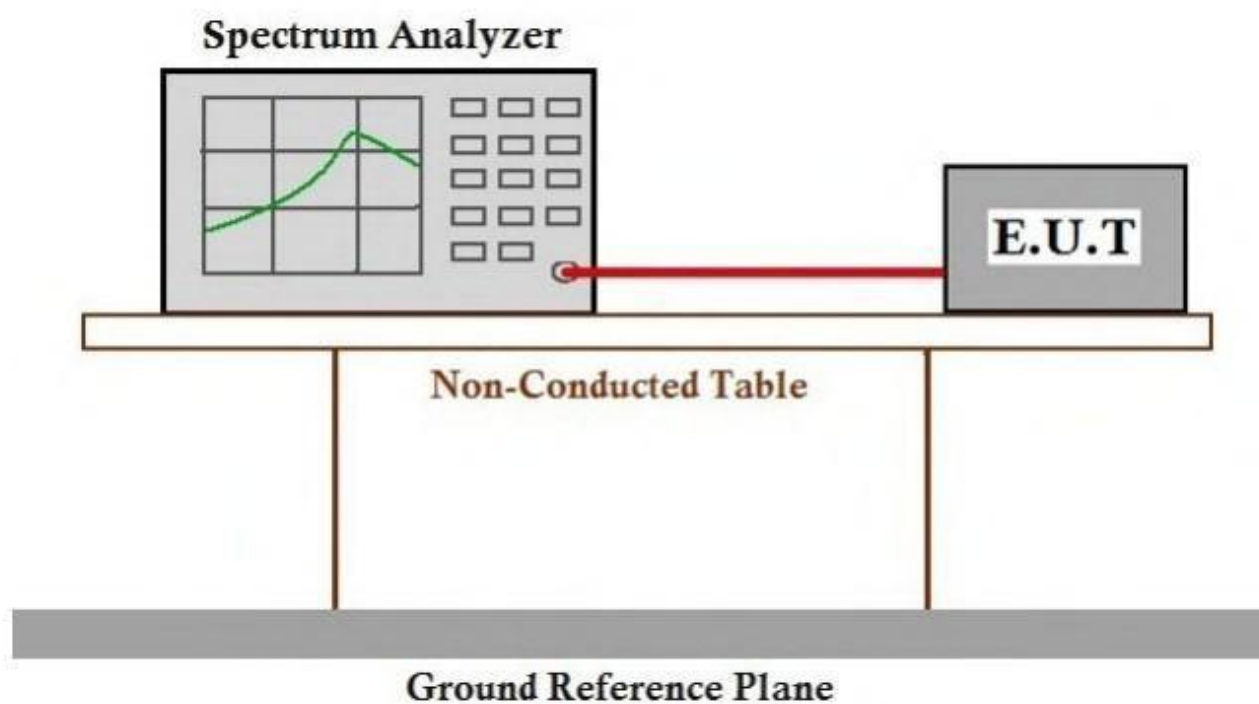 Spectrum Analyzer
E.U.T
Non-Conducted Table
Ground Reference Plane